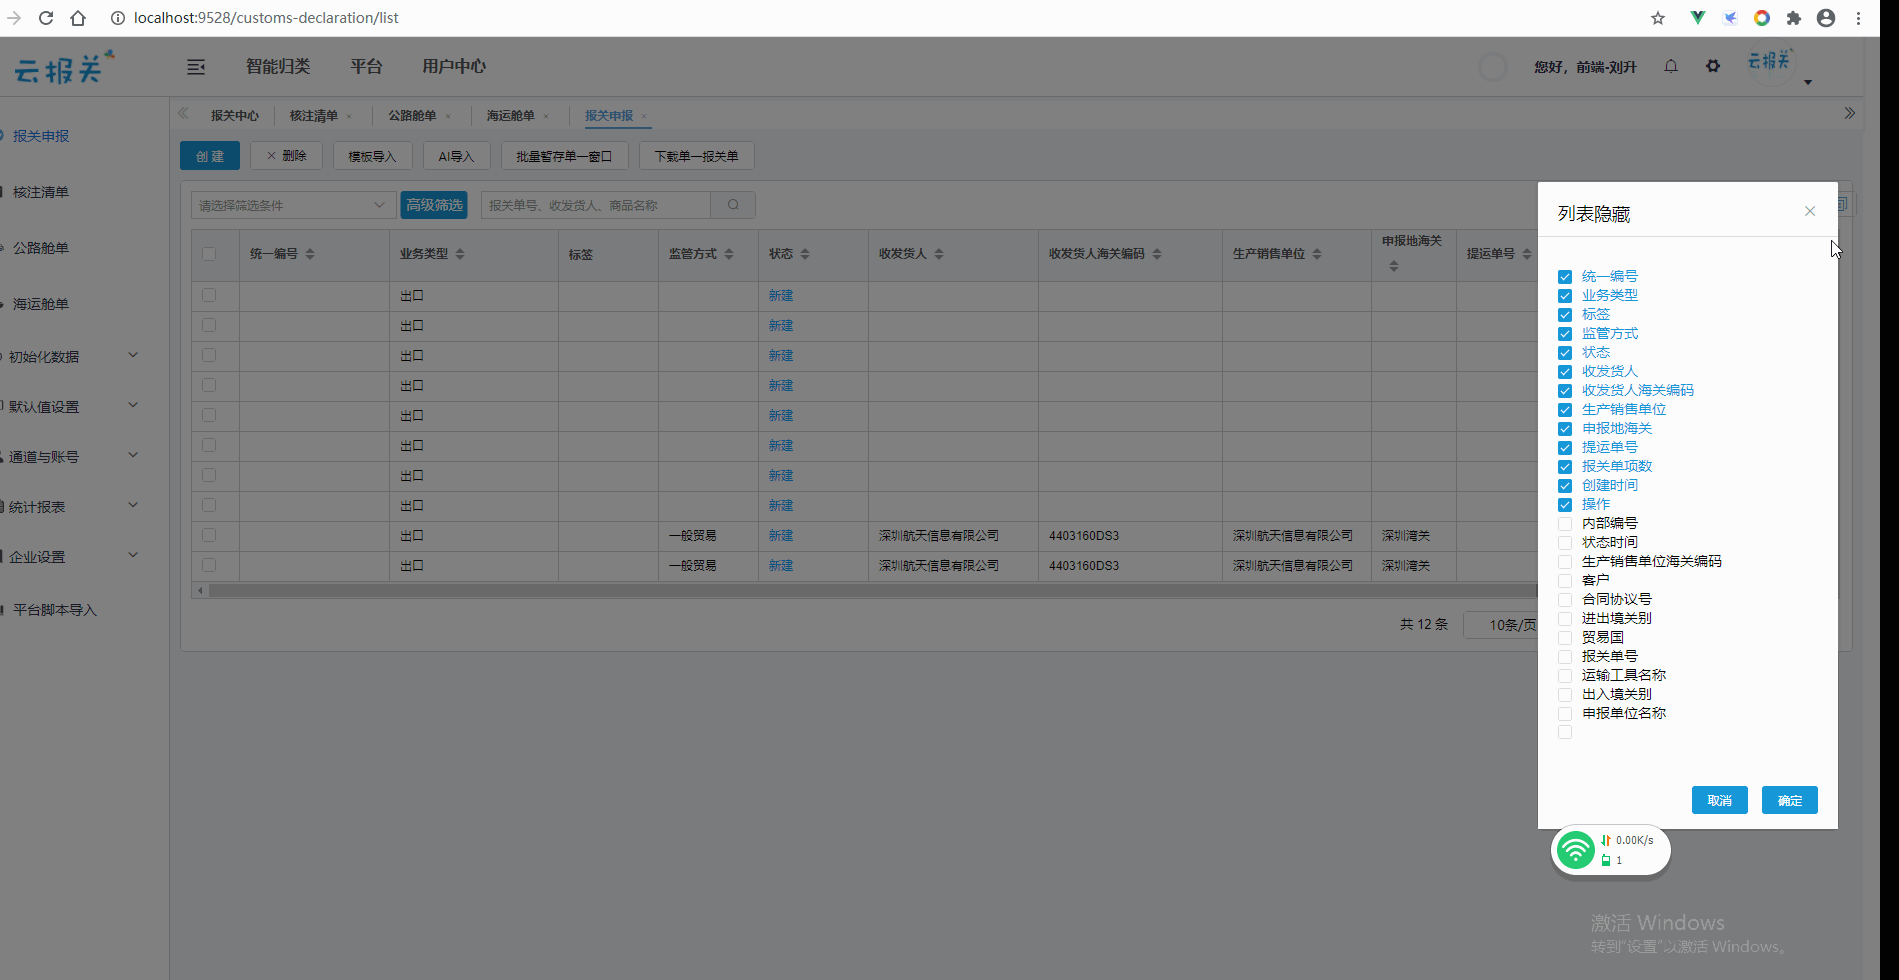 localhost:9528/customs-declaration/list
云报关
智能归类 平台 用户中心
您好，前端-刘升
云报关
报关中心 核注清单 公路舱单 海运舱单 报关申报
报关申报
核注清单
公路舱单
海运舱单
初始化数据
默认值设置
通道与账号
统计报表
企业设置
平台脚本导入
创 建 删除 模板导入 AI导入 批量暂存单一窗口 下载单一报关单
请选择筛选条件 高级筛选 报关单号、收发货人、商品名称
统一编号 业务类型 标签 监管方式 状态 收发货人 收发货人海关编码 生产销售单位 申报地海关 提运单号
出口 新建
出口 新建
出口 新建
出口 新建
出口 新建
出口 新建
出口 新建
出口 新建
出口 一般贸易 新建 深圳航天信息有限公司 4403160DS3 深圳航天信息有限公司 深圳湾关
出口 一般贸易 新建 深圳航天信息有限公司 4403160DS3 深圳航天信息有限公司 深圳湾关
共 12 条 10条/页
列表隐藏
统一编号
业务类型
标签
监管方式
状态
收发货人
收发货人海关编码
生产销售单位
申报地海关
提运单号
报关单项数
创建时间
操作
内部编号
状态时间
生产销售单位海关编码
客户
合同协议号
进出境关别
贸易国
报关单号
运输工具名称
出入境关别
申报单位名称
取消 确定
0.00K/s
1
激活 Windows
转到"设置"以激活 Windows。